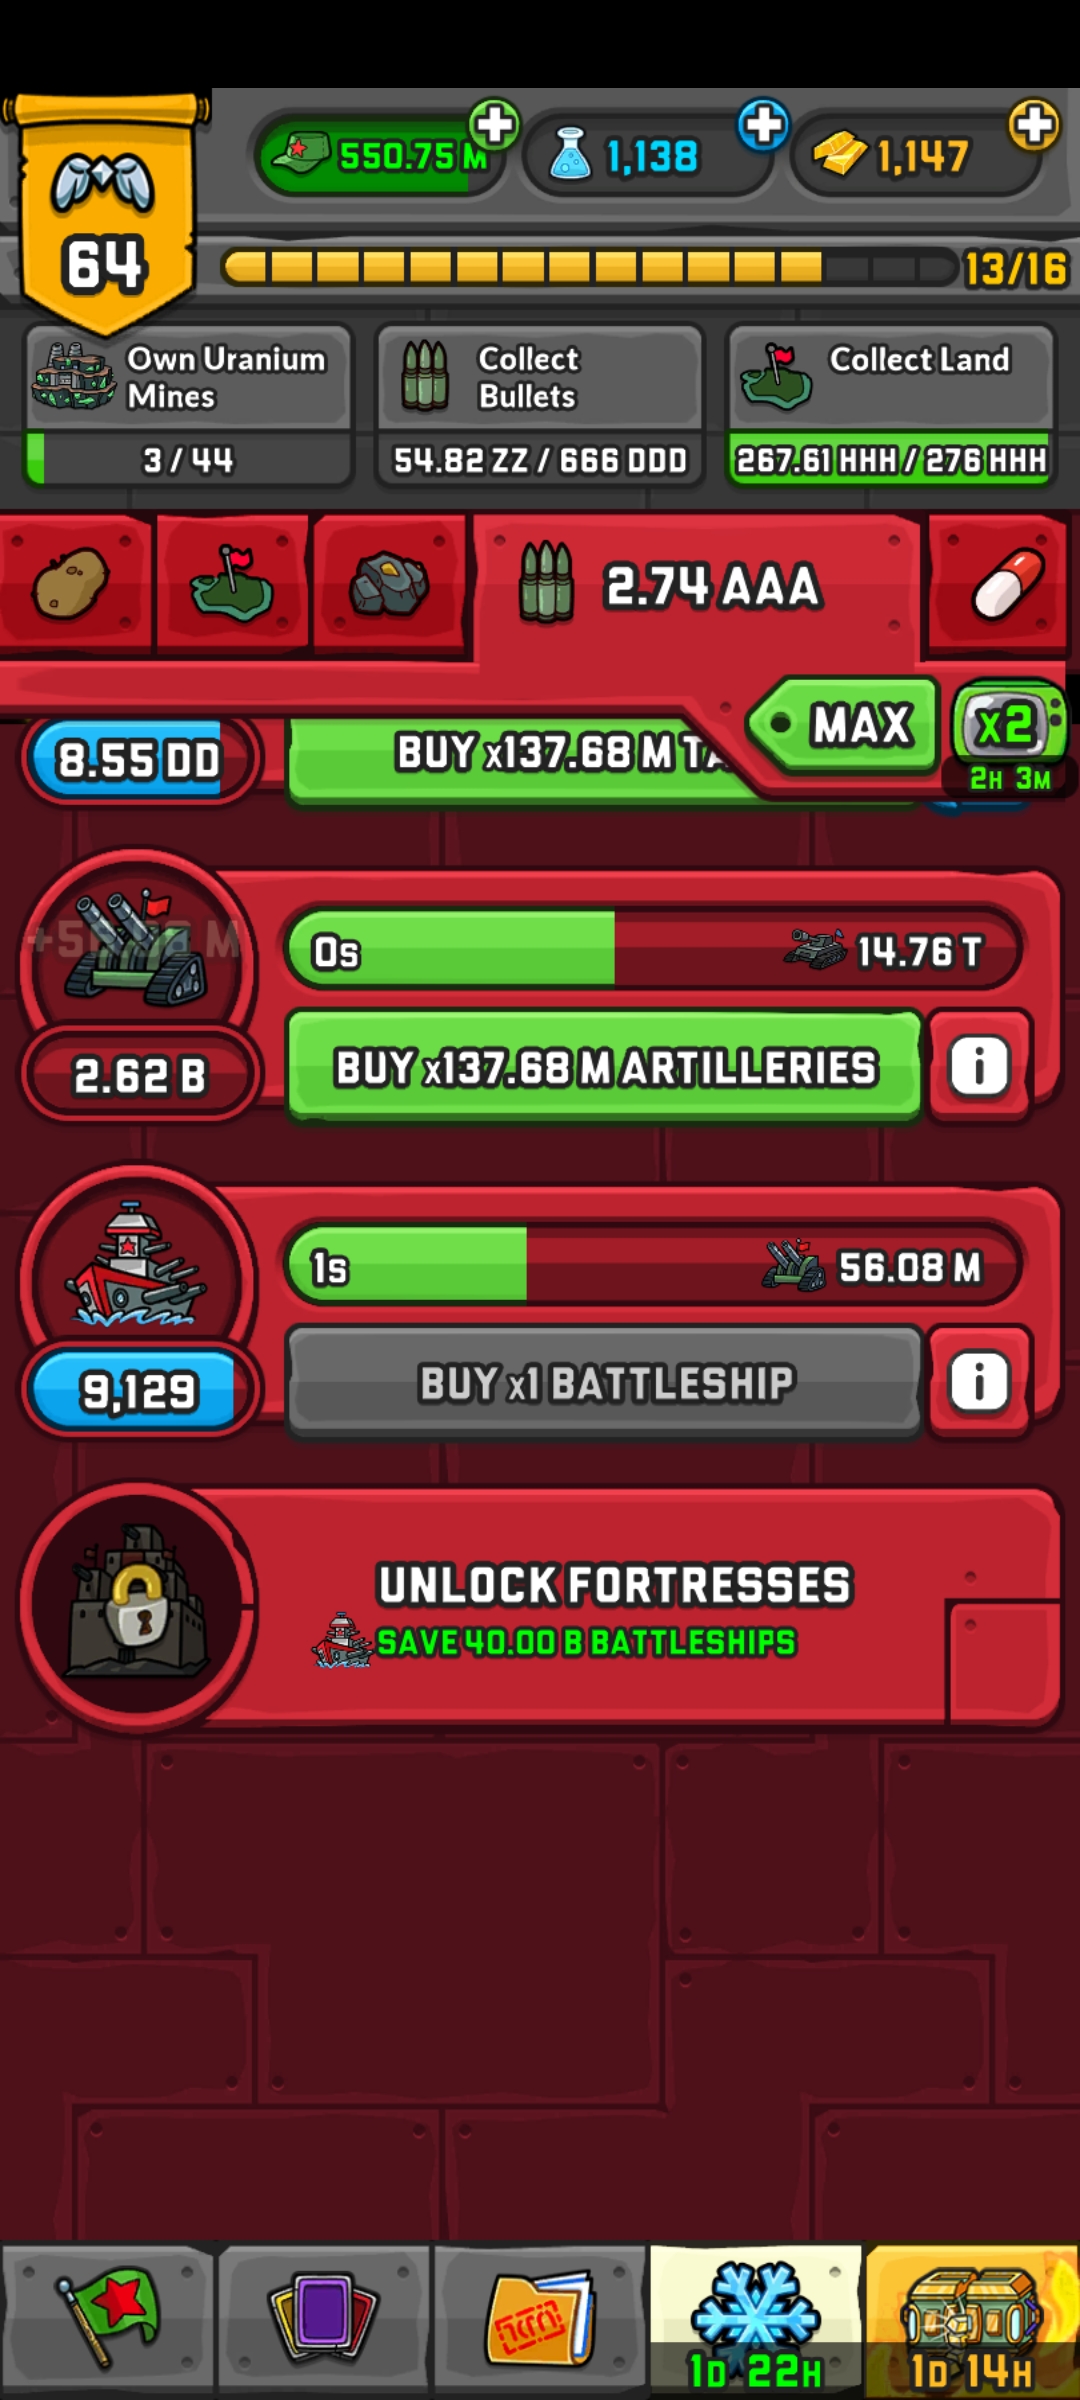 550.75 M
1,138
1,147
64
13/16
Own Uranium
Mines
3 / 44
Collect
Bullets
54.82 ZZ / 666 DDD
Collect Land
267.61 HHH / 276 HHH
2.74 AAA
MAX
x2
2H 3M
8.55 DD
BUY x137.68 M TA
0s
14.76 T
2.62 B
BUY x137.68 M ARTILLERIES
i
1s
56.08 M
9,129
BUY x1 BATTLESHIP
i
UNLOCK FORTRESSES
SAVE 40.00 B BATTLESHIPS
1D 22H
1D 14H